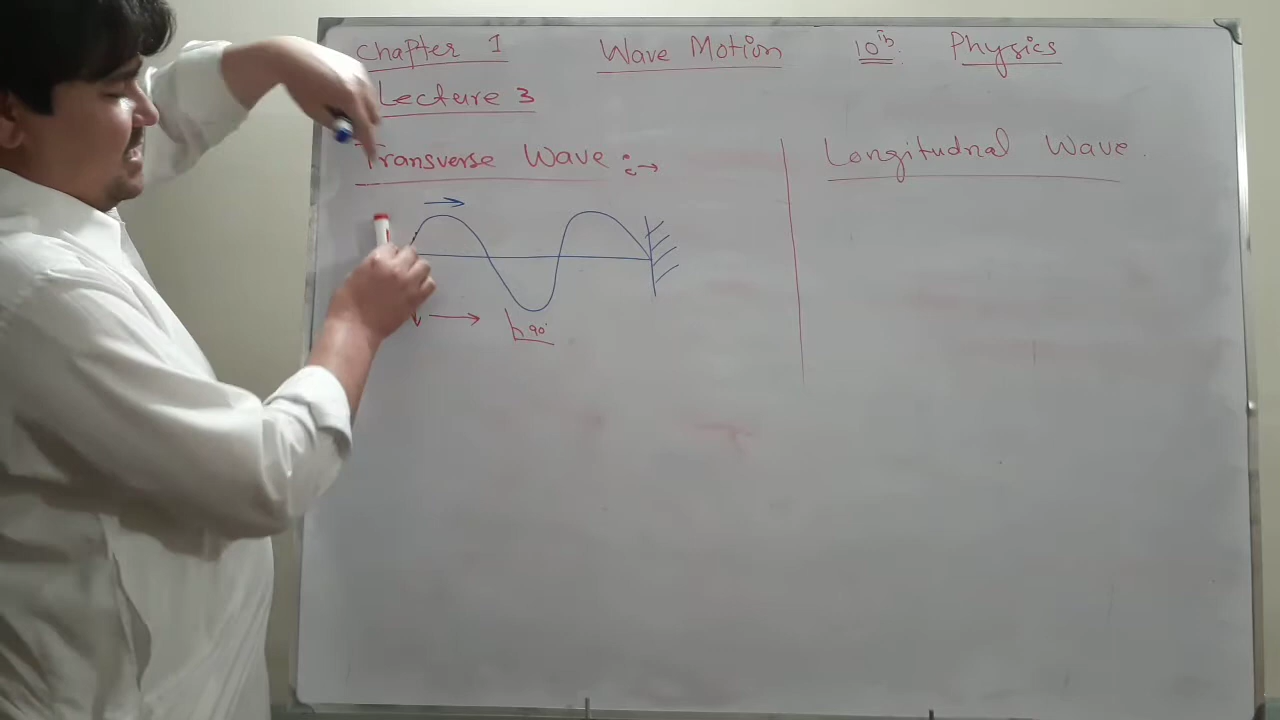 Chapter 1 Wave Motion 10th Physics
Lecture 3
Transverse Wave :→
Longitudnal Wave.
90°